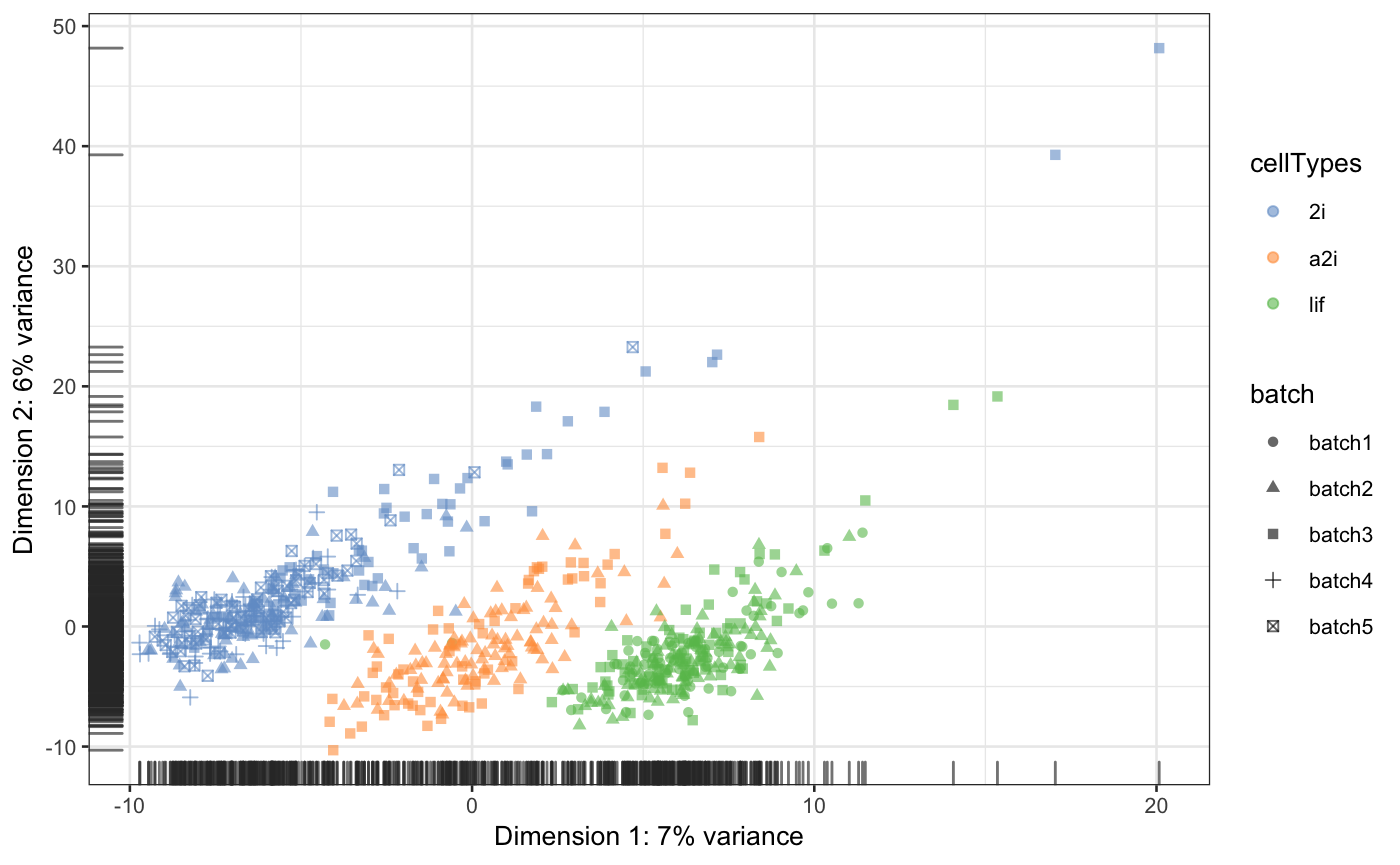 50
40
30
20
10
0
-10
-10
0
10
20
Dimension 1: 7% variance
Dimension 2: 6% variance
cellTypes
2i
a2i
lif
batch
batch1
batch2
batch3
batch4
batch5